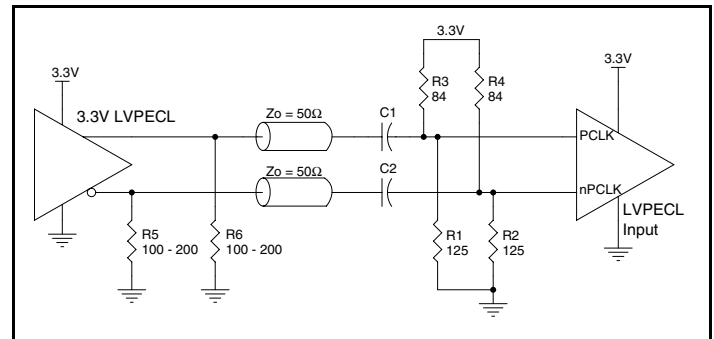 3.3V
3.3V
3.3V
R3
84
R4
84
3.3V LVPECL
Zo = 50Ω
C1
PCLK
Zo = 50Ω
C2
nPCLK
LVPECL
Input
R5
100 - 200
R6
100 - 200
R1
125
R2
125